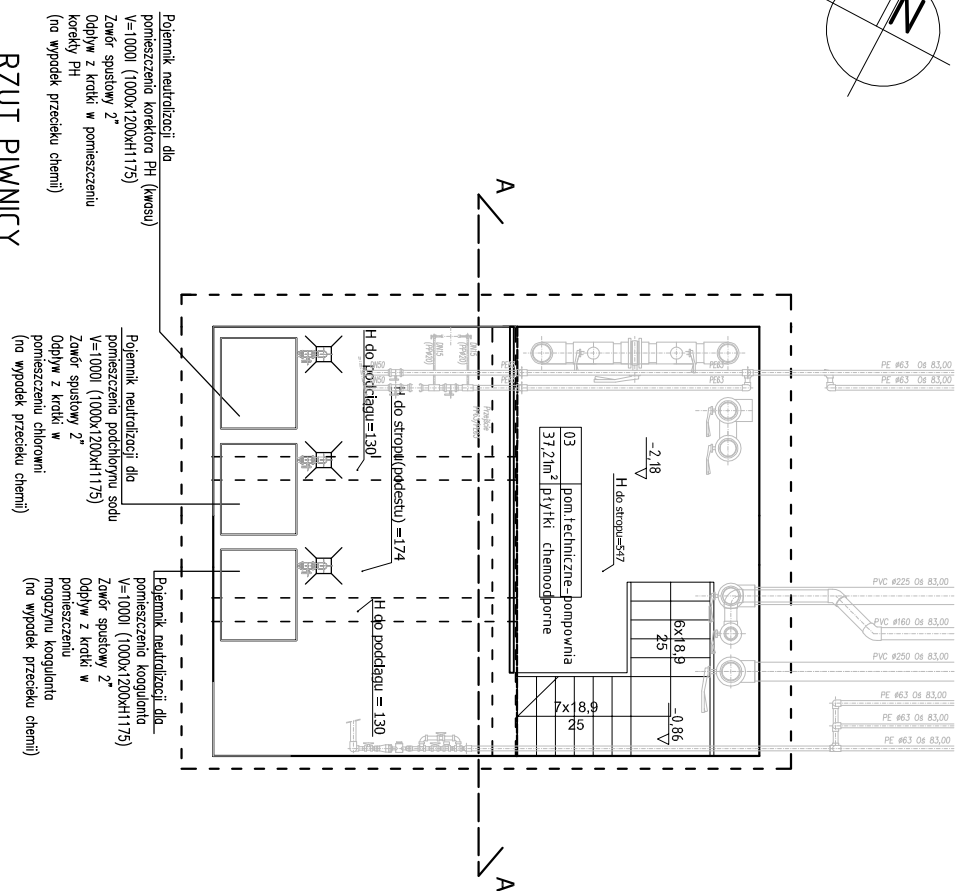 N
PE ø63 Oś 83,00
PE ø63 Oś 83,00
PVC ø225 Oś 83,00
PVC ø160 Oś 83,00
PVC ø250 Oś 83,00
PE ø63 Oś 83,00
PE ø63 Oś 83,00
PE ø63 Oś 83,00
A
A
-2,18
H do stropu=547
03
pom.techniczne-pompownia
37,21m²
płytki chemoodporne
6x18,9
25
7x18,9
25
-0,86
PE63
PE63
DN15
DN15
DN50
H do podciągu=130
H do stropu(podestu) =174
H do podciągu = 130
Pojemnik neutralizacji dla
pomieszczenia korektora PH (kwasu)
V=1000l (1000x1200xH1175)
Zawór spustowy 2"
Odpływ z kratki w pomieszczeniu
korekty PH
(na wypadek przecieku chemii)
Pojemnik neutralizacji dla
pomieszczenia podchlorynu sodu
V=1000l (1000x1200xH1175)
Zawór spustowy 2"
Odpływ z kratki w
pomieszczeniu chlorowni
(na wypadek przecieku chemii)
Pojemnik neutralizacji dla
pomieszczenia koagulanta
V=1000l (1000x1200xH1175)
Zawór spustowy 2"
Odpływ z kratki w
pomieszczeniu
magazynu koagulanta
(na wypadek przecieku chemii)
RZUT PIWNICY